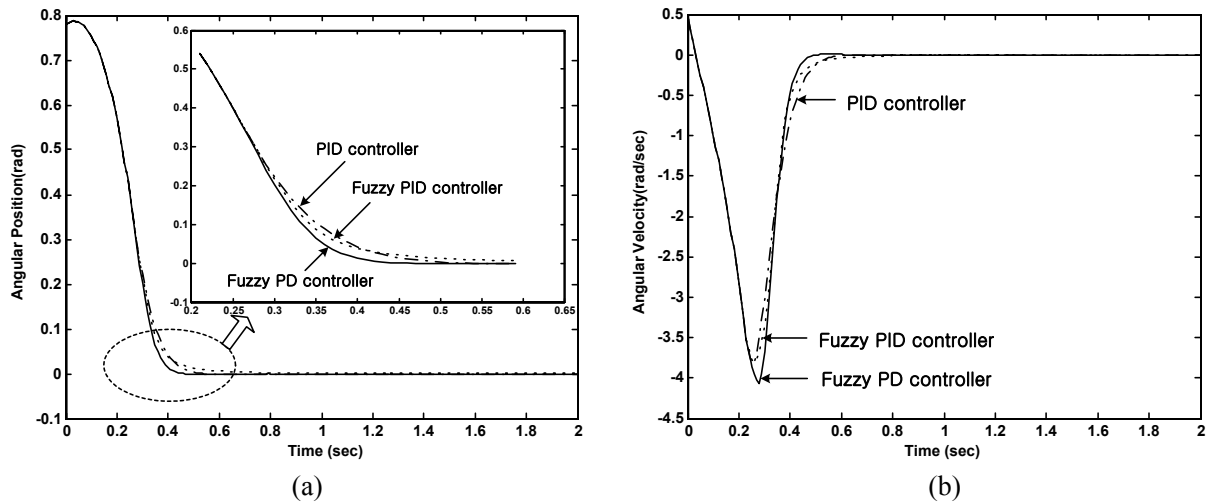 0.8
0.7
0.6
0.5
0.4
0.3
0.2
0.1
0
-0.1
Angular Position(rad)
0.6
0.5
0.4
0.3
0.2
0.1
0
-0.1
0.2 0.25 0.3 0.35 0.4 0.45 0.5 0.55 0.6 0.65
PID controller
Fuzzy PID controller
Fuzzy PD controller
0 0.2 0.4 0.6 0.8 1 1.2 1.4 1.6 1.8 2
Time (sec)
(a)
0.5
0
-0.5
-1
-1.5
-2
-2.5
-3
-3.5
-4
-4.5
Angular Velocity(rad/sec)
PID controller
Fuzzy PID controller
Fuzzy PD controller
0 0.2 0.4 0.6 0.8 1 1.2 1.4 1.6 1.8 2
Time (sec)
(b)